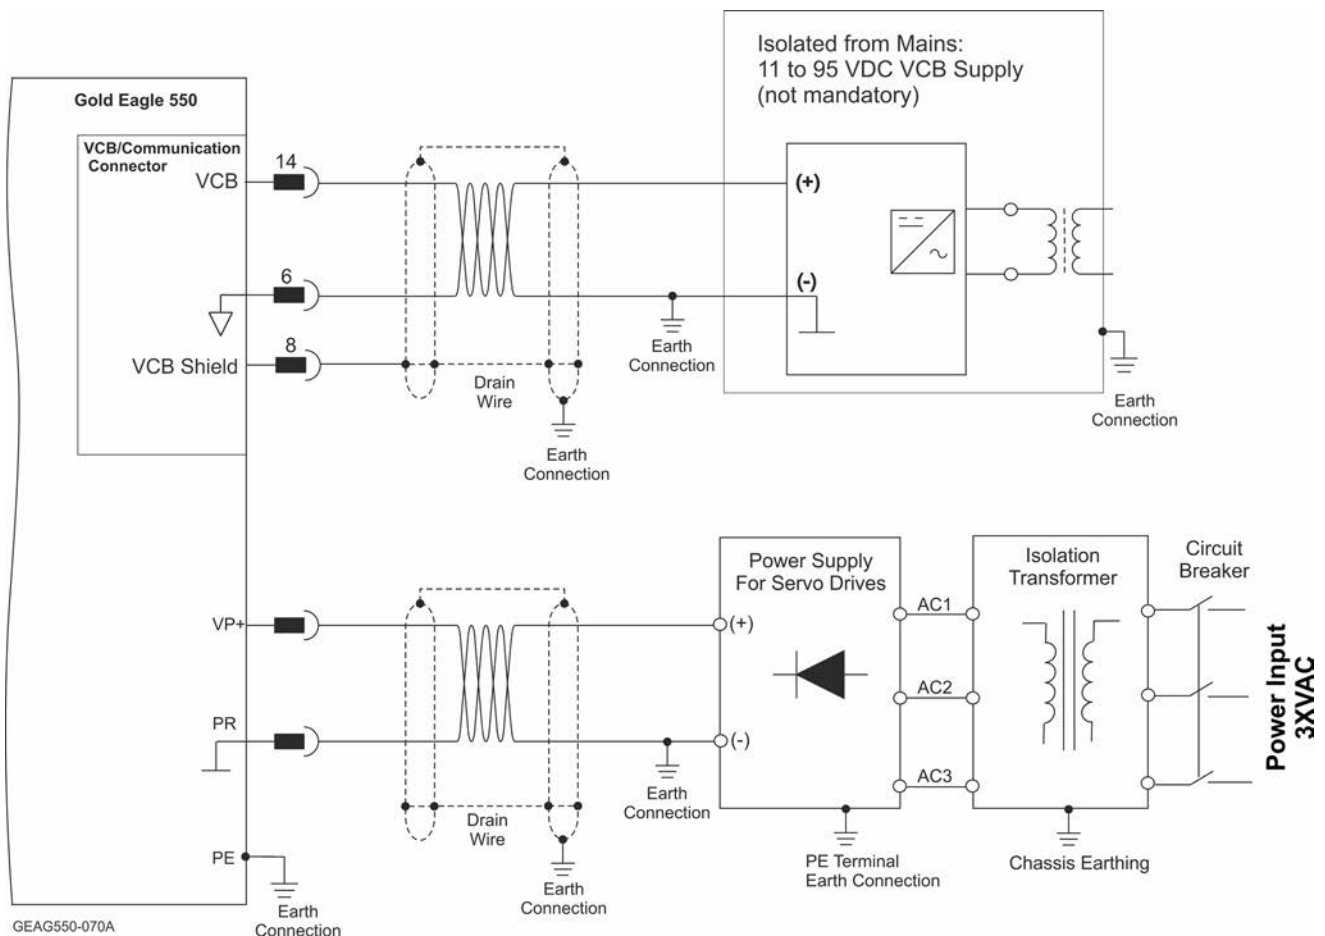 Isolated from Mains:
11 to 95 VDC VCB Supply
(not mandatory)
Gold Eagle 550
VCB/Communication
Connector
VCB
14
(+)
6
(-)
VCB Shield
8
Drain
Wire
Earth
Connection
Earth
Connection
Earth
Connection
Power Supply
For Servo Drives
Isolation
Transformer
Circuit
Breaker
VP+
(+)
AC1
AC2
PR
(-)
AC3
Power Input
3XVAC
Drain
Wire
Earth
Connection
Earth
Connection
PE
PE Terminal
Earth Connection
Chassis Earthing
Earth
Connection
GEAG550-070A